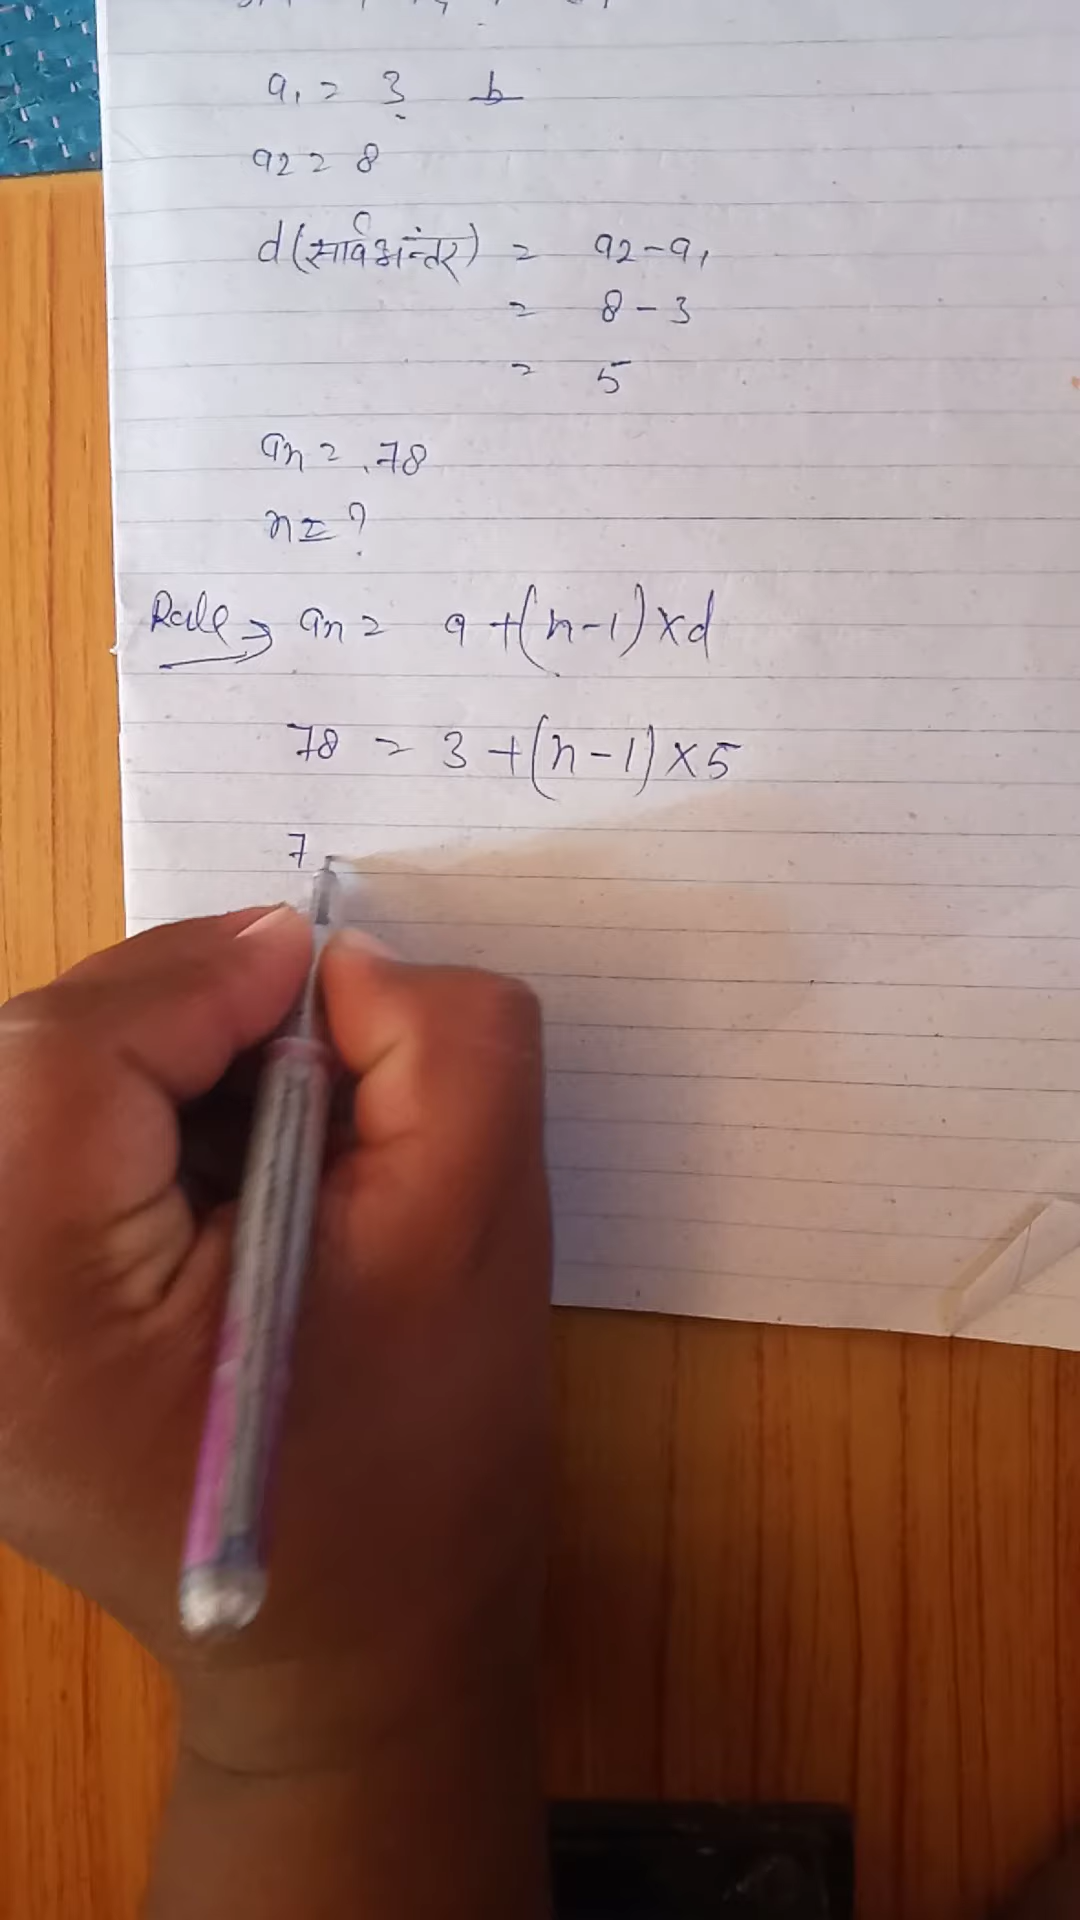 a₁ = 3 b
a2 = 8
d(सार्वअन्तर) = a2-a₁
= 8-3
= 5
an = 78
n = ?
Rule → an = a+(n-1)×d
78 = 3+(n-1)×5
7